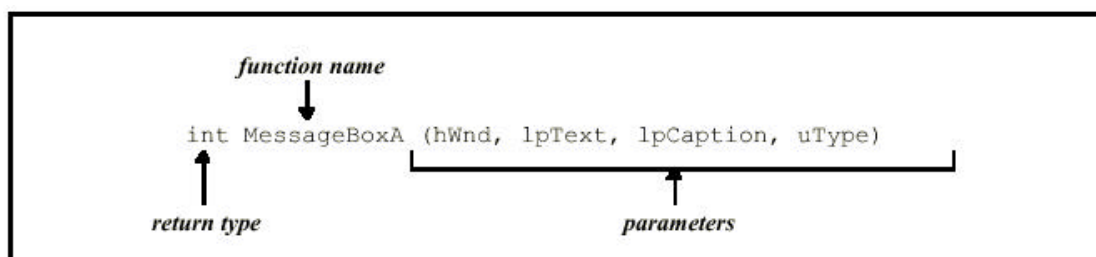 function name
int MessageBoxA (hWnd, lpText, lpCaption, uType)
return type
parameters